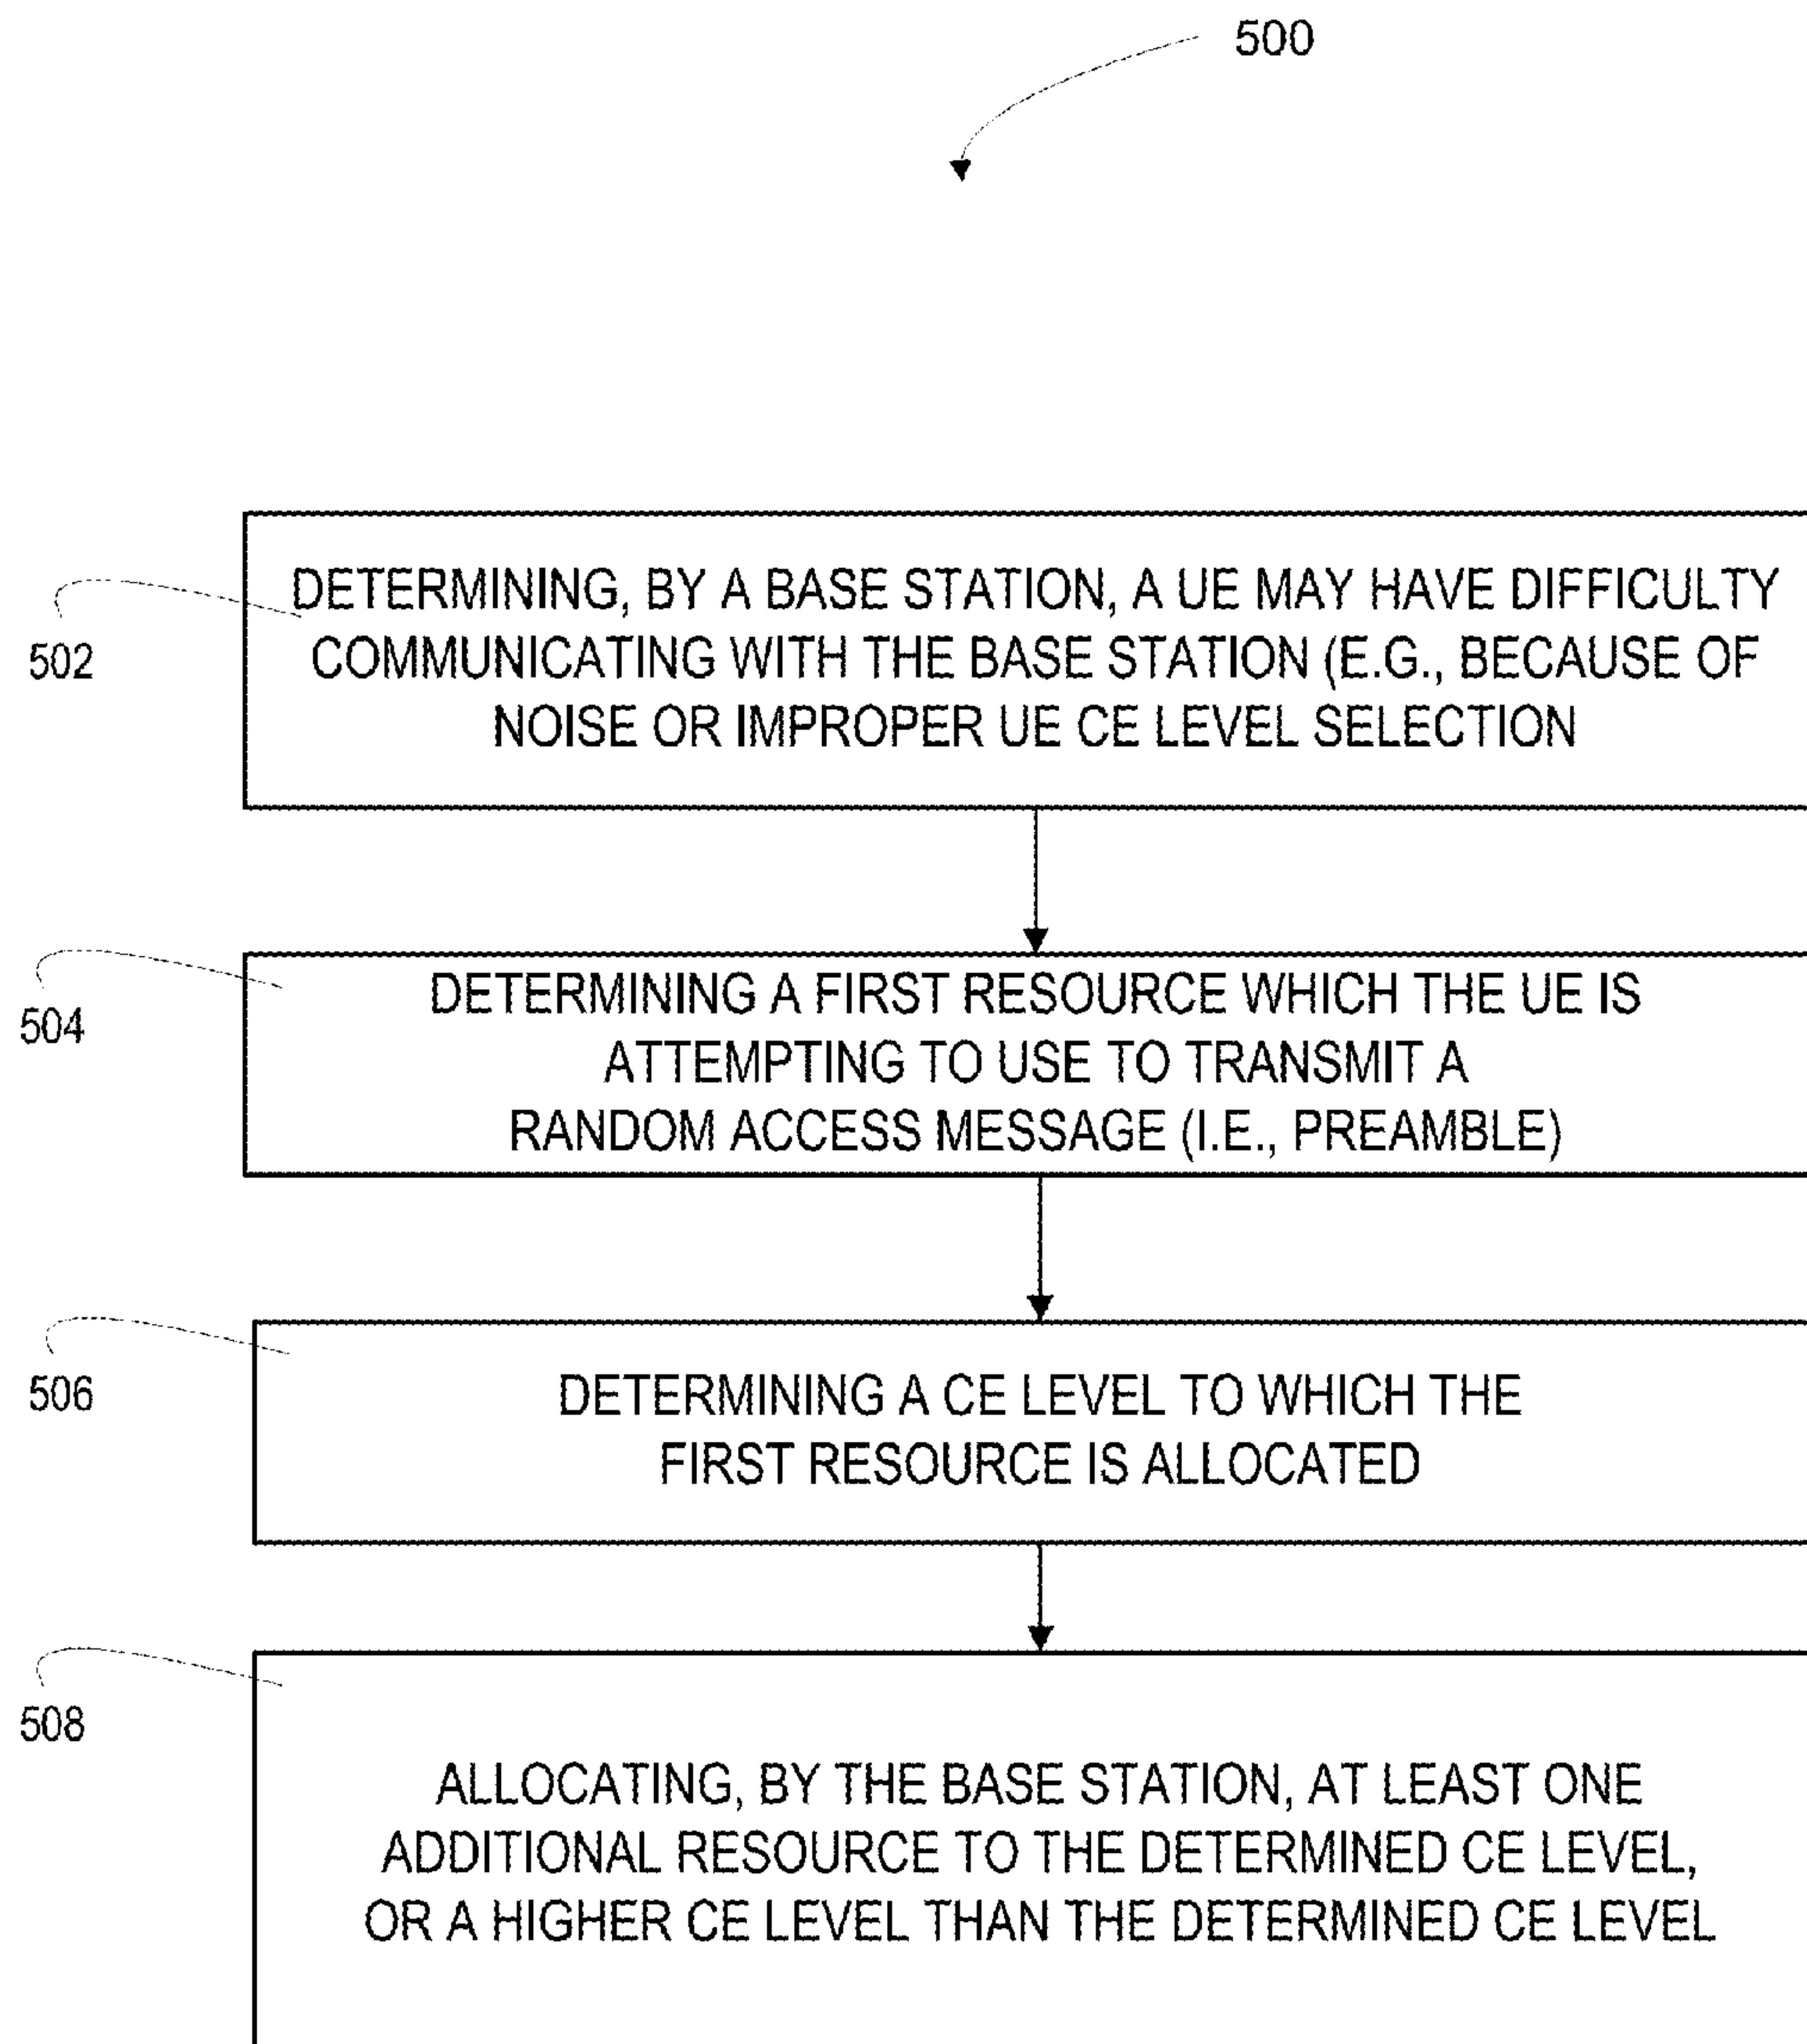 500
DETERMINING, BY A BASE STATION, A UE MAY HAVE DIFFICULTY
COMMUNICATING WITH THE BASE STATION (E.G., BECAUSE OF
NOISE OR IMPROPER UE CE LEVEL SELECTION
502
DETERMINING A FIRST RESOURCE WHICH THE UE IS
ATTEMPTING TO USE TO TRANSMIT A
RANDOM ACCESS MESSAGE (I.E., PREAMBLE)
504
DETERMINING A CE LEVEL TO WHICH THE
FIRST RESOURCE IS ALLOCATED
506
ALLOCATING, BY THE BASE STATION, AT LEAST ONE
ADDITIONAL RESOURCE TO THE DETERMINED CE LEVEL,
OR A HIGHER CE LEVEL THAN THE DETERMINED CE LEVEL
508